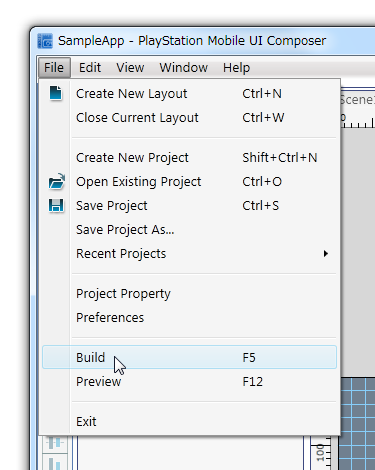 SampleApp - PlayStation Mobile UI Composer
File Edit View Window Help
Create New Layout Ctrl+N
Close Current Layout Ctrl+W
Create New Project Shift+Ctrl+N
Open Existing Project Ctrl+O
Save Project Ctrl+S
Save Project As...
Recent Projects
Project Property
Preferences
Build F5
Preview F12
Exit
Scene1
0
100